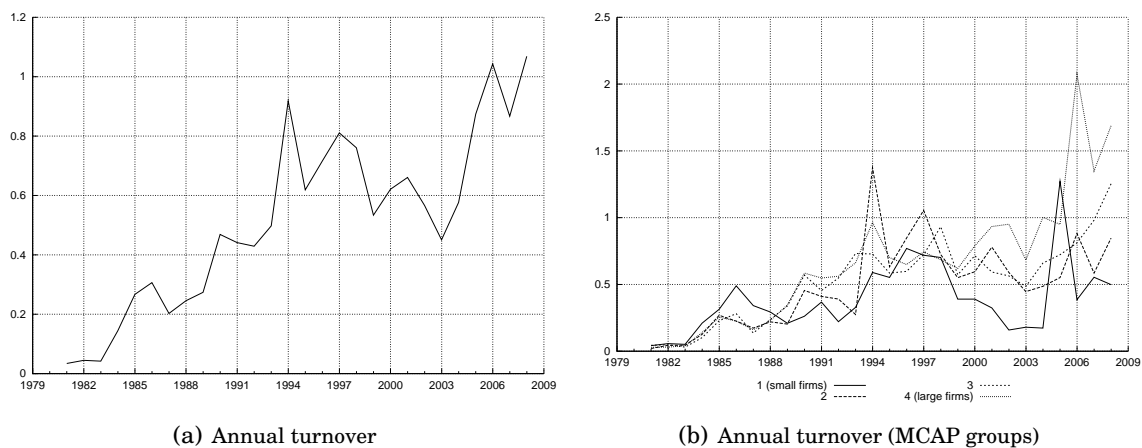 1.2
1
0.8
0.6
0.4
0.2
0
1979 1982 1985 1988 1991 1994 1997 2000 2003 2006 2009
(a) Annual turnover
2.5
2
1.5
1
0.5
0
1979 1982 1985 1988 1991 1994 1997 2000 2003 2006 2009
1 (small firms) 3
2 4 (large firms)
(b) Annual turnover (MCAP groups)